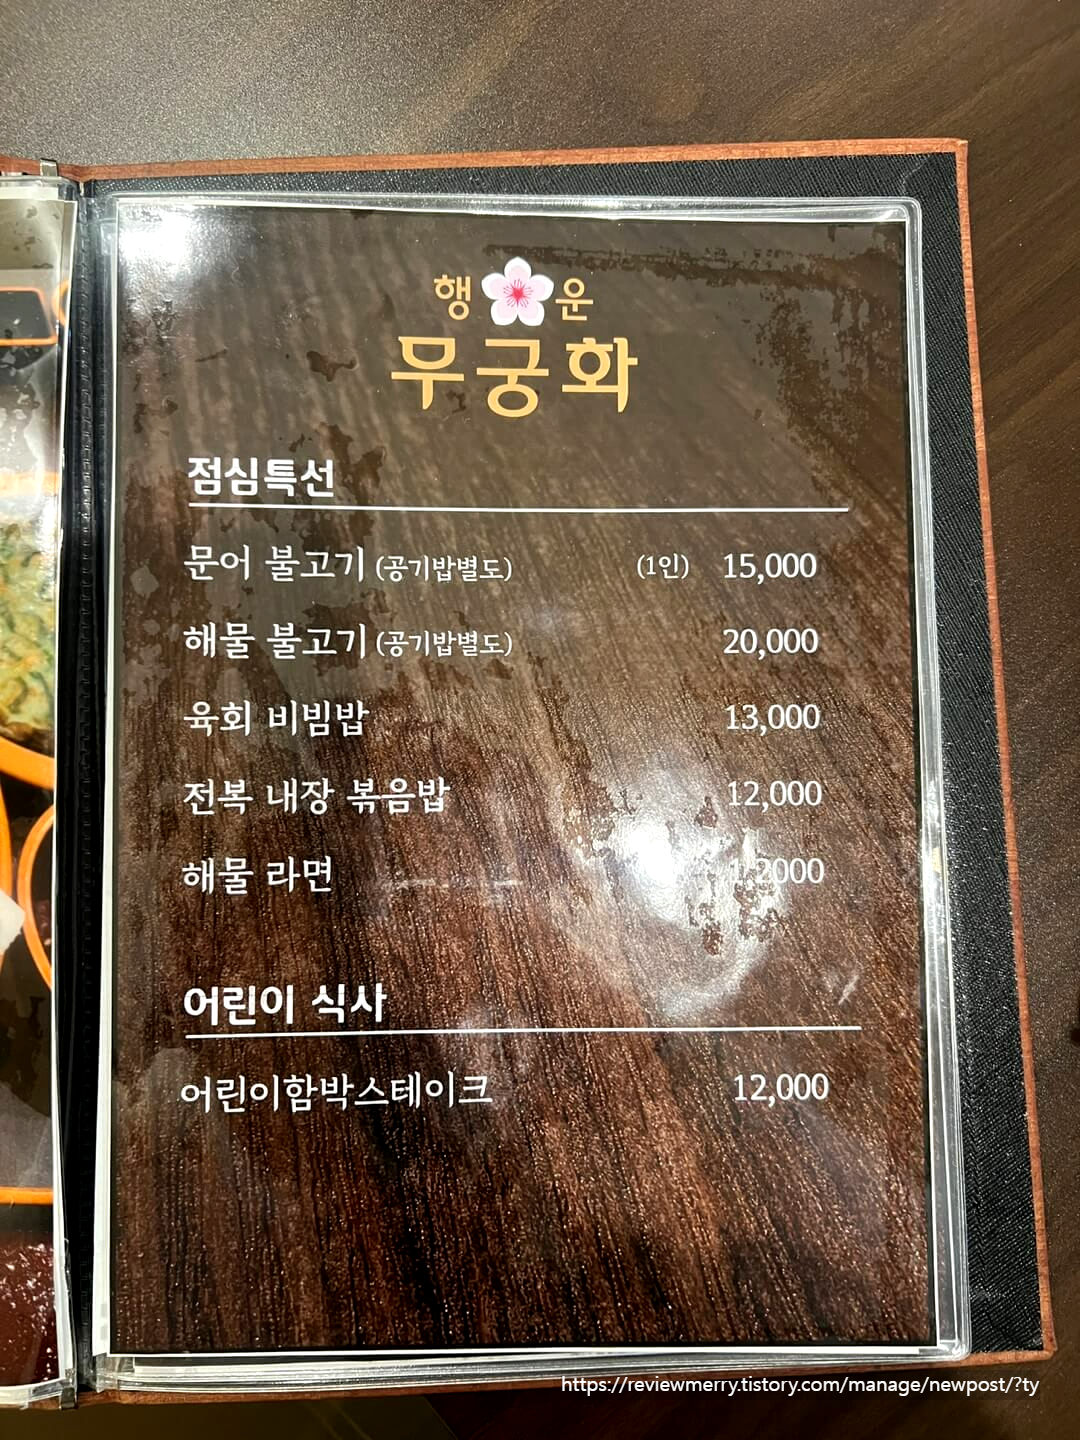 행운
무궁화
점심특선
문어 불고기 (공기밥별도) (1인) 15,000
해물 불고기 (공기밥별도) 20,000
육회 비빔밥 13,000
전복 내장 볶음밥 12,000
해물 라면 1,2000
어린이 식사
어린이함박스테이크 12,000
https://reviewmerry.tistory.com/manage/newpost/?ty